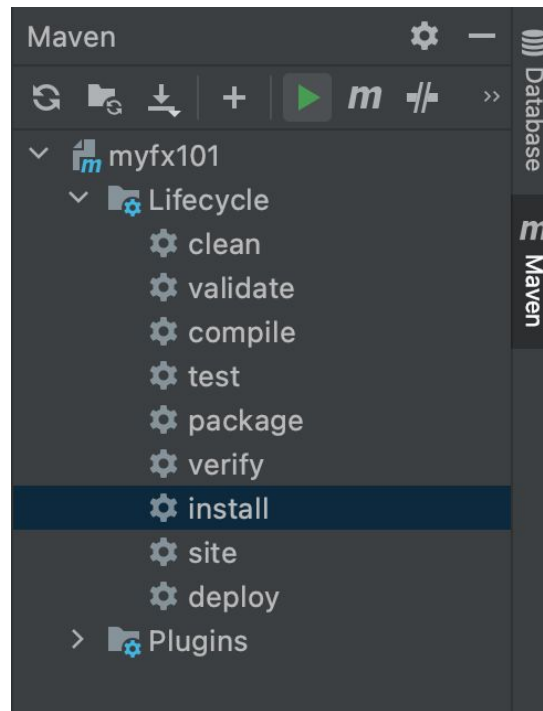 Maven
m
>>
myfx101
Lifecycle
clean
validate
compile
test
package
verify
install
site
deploy
Plugins
Database
m Maven